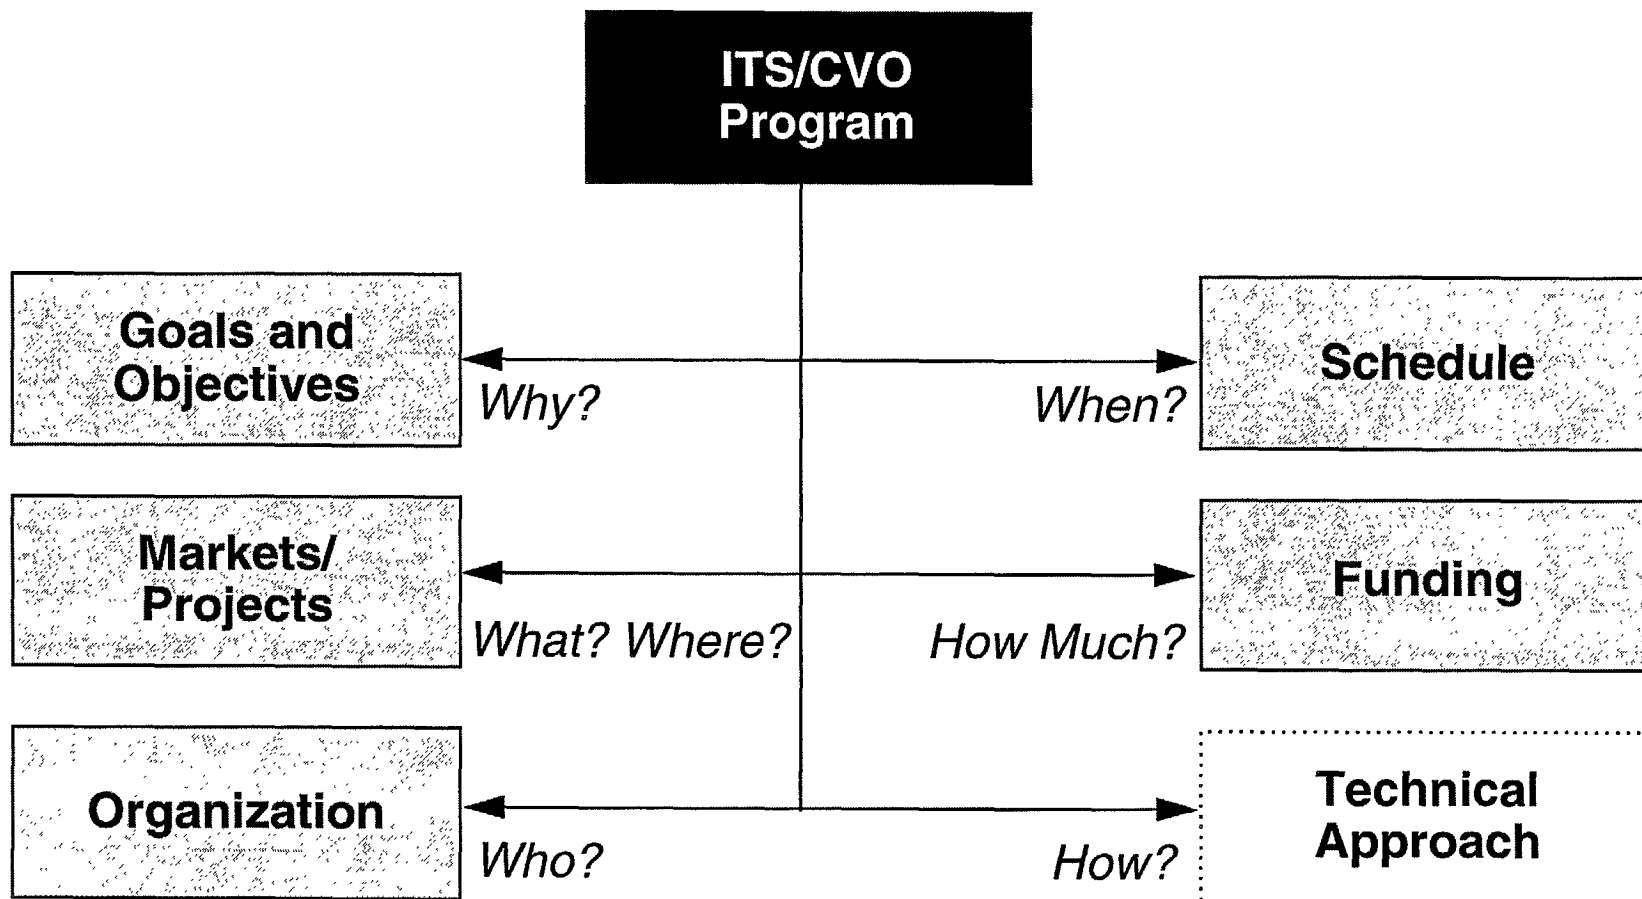 ITS/CVO
Program
Goals and
Objectives
Why?
When?
Schedule
Markets/
Projects
What? Where?
How Much?
Funding
Organization
Who?
How?
Technical
Approach